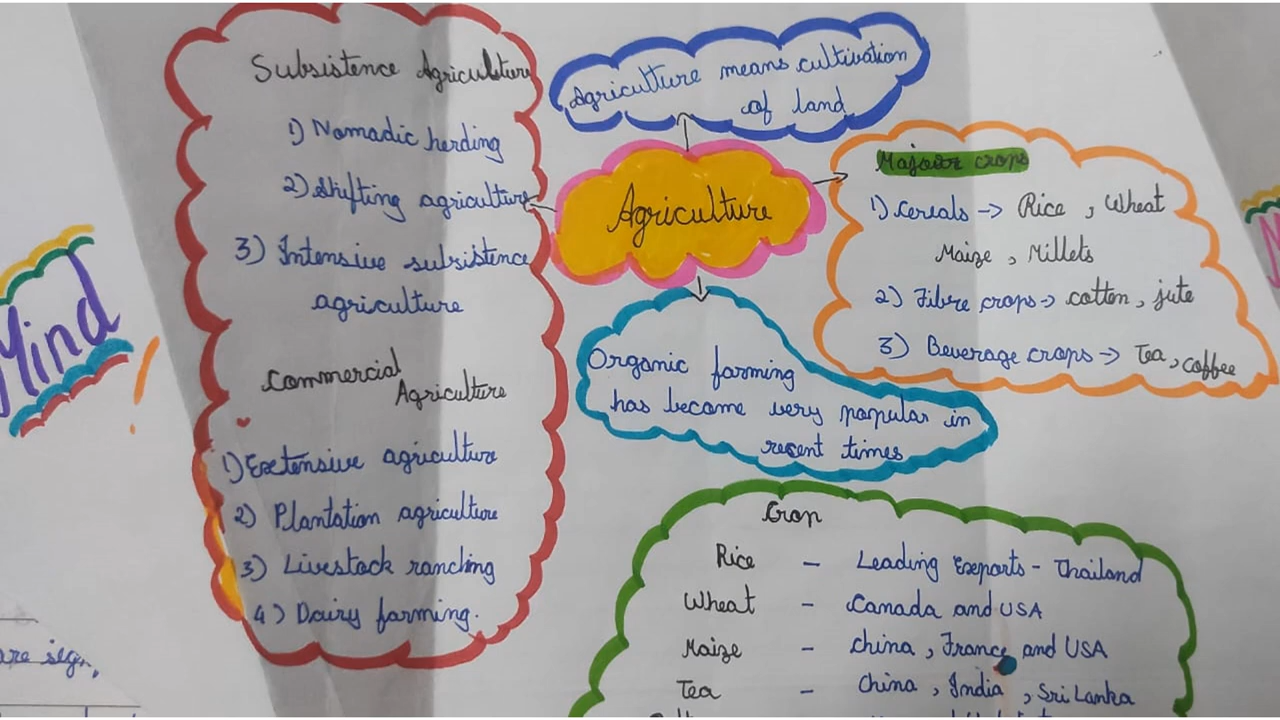 Subsistence Agriculture
1) Nomadic herding
2) Shifting agriculture
3) Intensive subsistence
agriculture
Commercial
Agriculture
1) Extensive agriculture
2) Plantation agriculture
3) Livestock ranching
4) Dairy farming.
Agriculture means cultivation
of land
Agriculture
Majowr crops
1) Cereals -> Rice , Wheat
Maize , Millets
2) Fibre crops -> cotton , jute
3) Beverage crops -> Tea , coffee
Organic farming
has become very popular in
recent times
Crop
Rice - Leading Exports - Thailand
Wheat - Canada and USA
Maize - China , France and USA
Tea - China , India , Sri Lanka
Mind
!
are